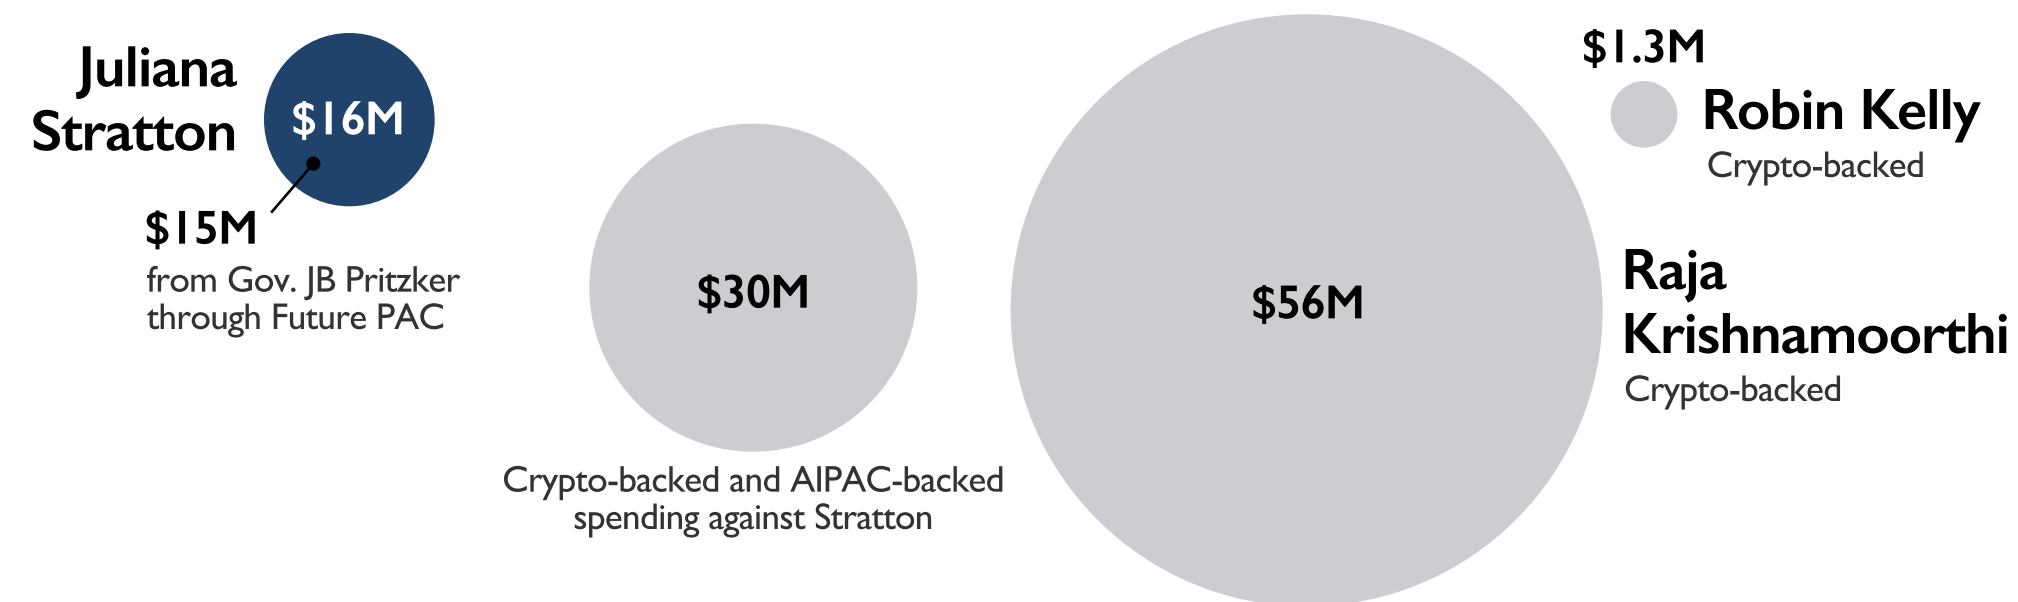 Juliana
Stratton
$16M
$15M
from Gov. JB Pritzker
through Future PAC
$30M
Crypto-backed and AIPAC-backed
spending against Stratton
$56M
$1.3M
Robin Kelly
Crypto-backed
Raja
Krishnamoorthi
Crypto-backed